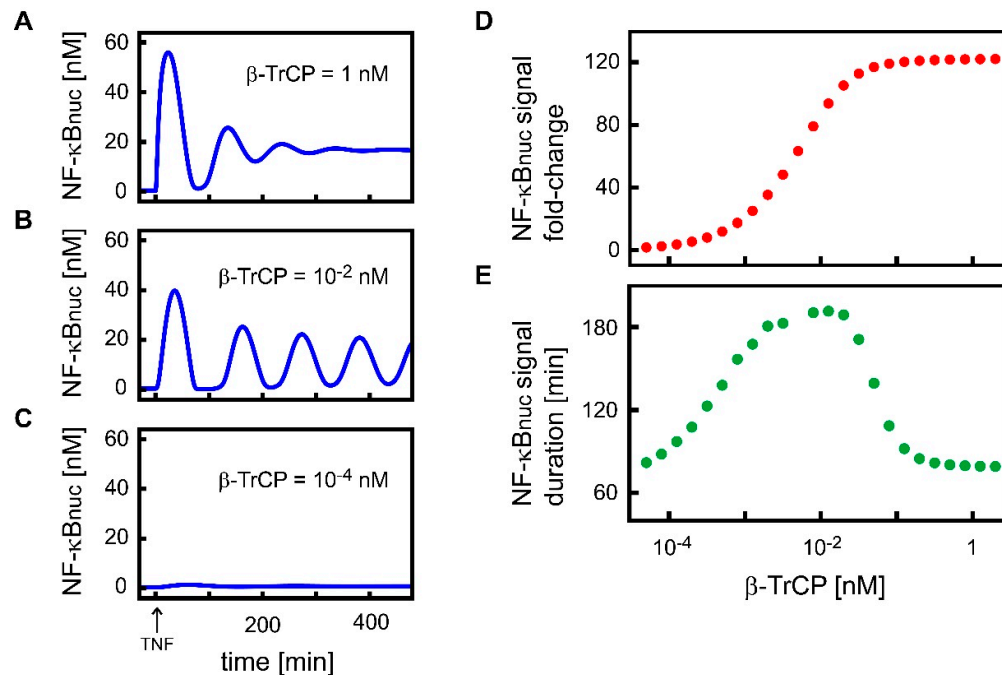 A
NF-κBnuc [nM]
60
40
20
0
β-TrCP = 1 nM
B
NF-κBnuc [nM]
60
40
20
0
β-TrCP = 10⁻² nM
C
NF-κBnuc [nM]
60
40
20
0
β-TrCP = 10⁻⁴ nM
↑
TNF
200
400
time [min]
D
NF-κBnuc signal
fold-change
120
80
40
0
E
NF-κBnuc signal
duration [min]
180
120
60
10⁻⁴
10⁻²
1
β-TrCP [nM]